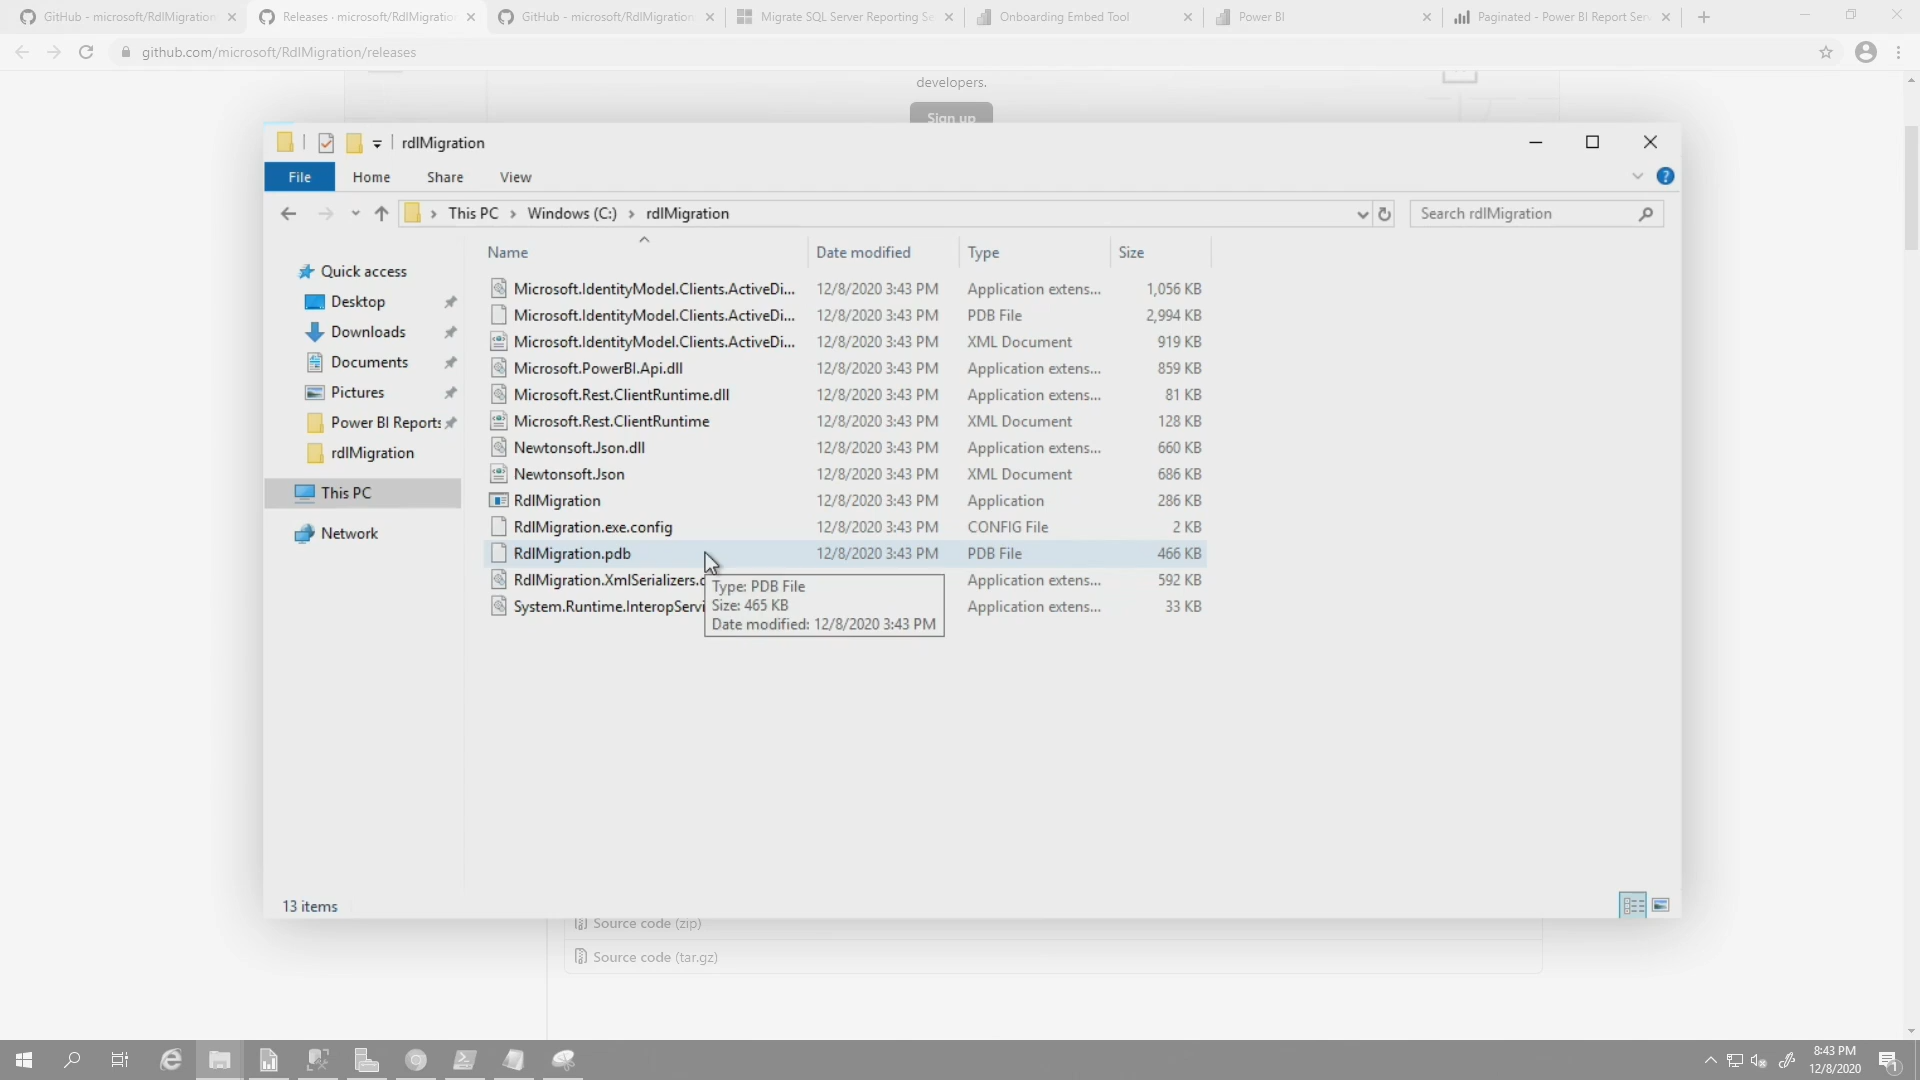 GitHub - microsoft/RdlMigration
Releases · microsoft/RdlMigration
GitHub - microsoft/RdlMigration
Migrate SQL Server Reporting Se
Onboarding Embed Tool
Power BI
Paginated - Power BI Report Serv
github.com/microsoft/RdlMigration/releases
developers.
Sign up
rdlMigration
File
Home
Share
View
This PC > Windows (C:) > rdlMigration
Search rdlMigration
Name
Date modified
Type
Size
Quick access
Desktop
Downloads
Documents
Pictures
Power BI Reports
rdlMigration
This PC
Network
Microsoft.IdentityModel.Clients.ActiveDi... 12/8/2020 3:43 PM Application extens... 1,056 KB
Microsoft.IdentityModel.Clients.ActiveDi... 12/8/2020 3:43 PM PDB File 2,994 KB
Microsoft.IdentityModel.Clients.ActiveDi... 12/8/2020 3:43 PM XML Document 919 KB
Microsoft.PowerBI.Api.dll 12/8/2020 3:43 PM Application extens... 859 KB
Microsoft.Rest.ClientRuntime.dll 12/8/2020 3:43 PM Application extens... 81 KB
Microsoft.Rest.ClientRuntime 12/8/2020 3:43 PM XML Document 128 KB
Newtonsoft.Json.dll 12/8/2020 3:43 PM Application extens... 660 KB
Newtonsoft.Json 12/8/2020 3:43 PM XML Document 686 KB
RdlMigration 12/8/2020 3:43 PM Application 286 KB
RdlMigration.exe.config 12/8/2020 3:43 PM CONFIG File 2 KB
RdlMigration.pdb 12/8/2020 3:43 PM PDB File 466 KB
RdlMigration.XmlSerializers.d Application extens... 592 KB
System.Runtime.InteropServi Application extens... 33 KB
Type: PDB File
Size: 465 KB
Date modified: 12/8/2020 3:43 PM
13 items
Source code (zip)
Source code (tar.gz)
8:43 PM
12/8/2020
1